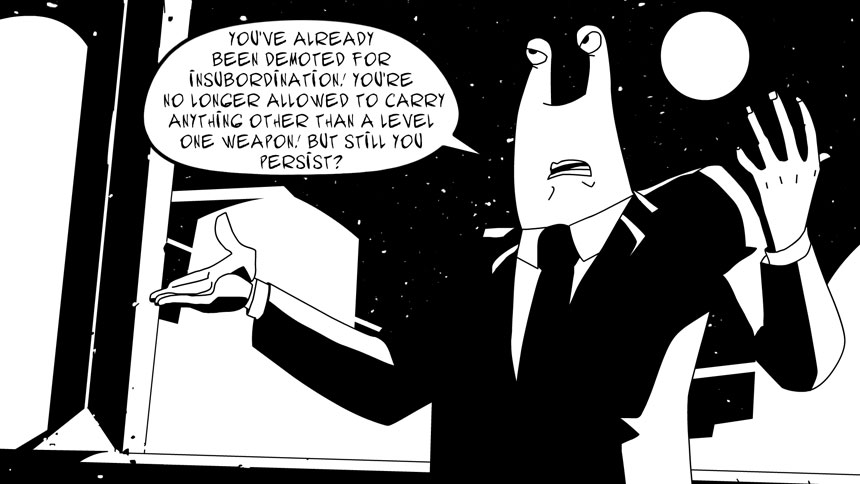 YOU'VE ALREADY
BEEN DEMOTED FOR
INSUBORDINATION! YOU'RE
NO LONGER ALLOWED TO CARRY
ANYTHING OTHER THAN A LEVEL
ONE WEAPON! BUT STILL YOU
PERSIST?